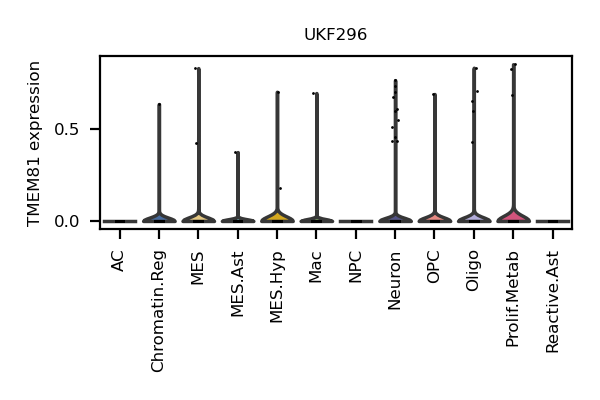 UKF296
TMEM81 expression
0.5
0.0
AC
Chromatin.Reg
MES
MES.Ast
MES.Hyp
Mac
NPC
Neuron
OPC
Oligo
Prolif.Metab
Reactive.Ast